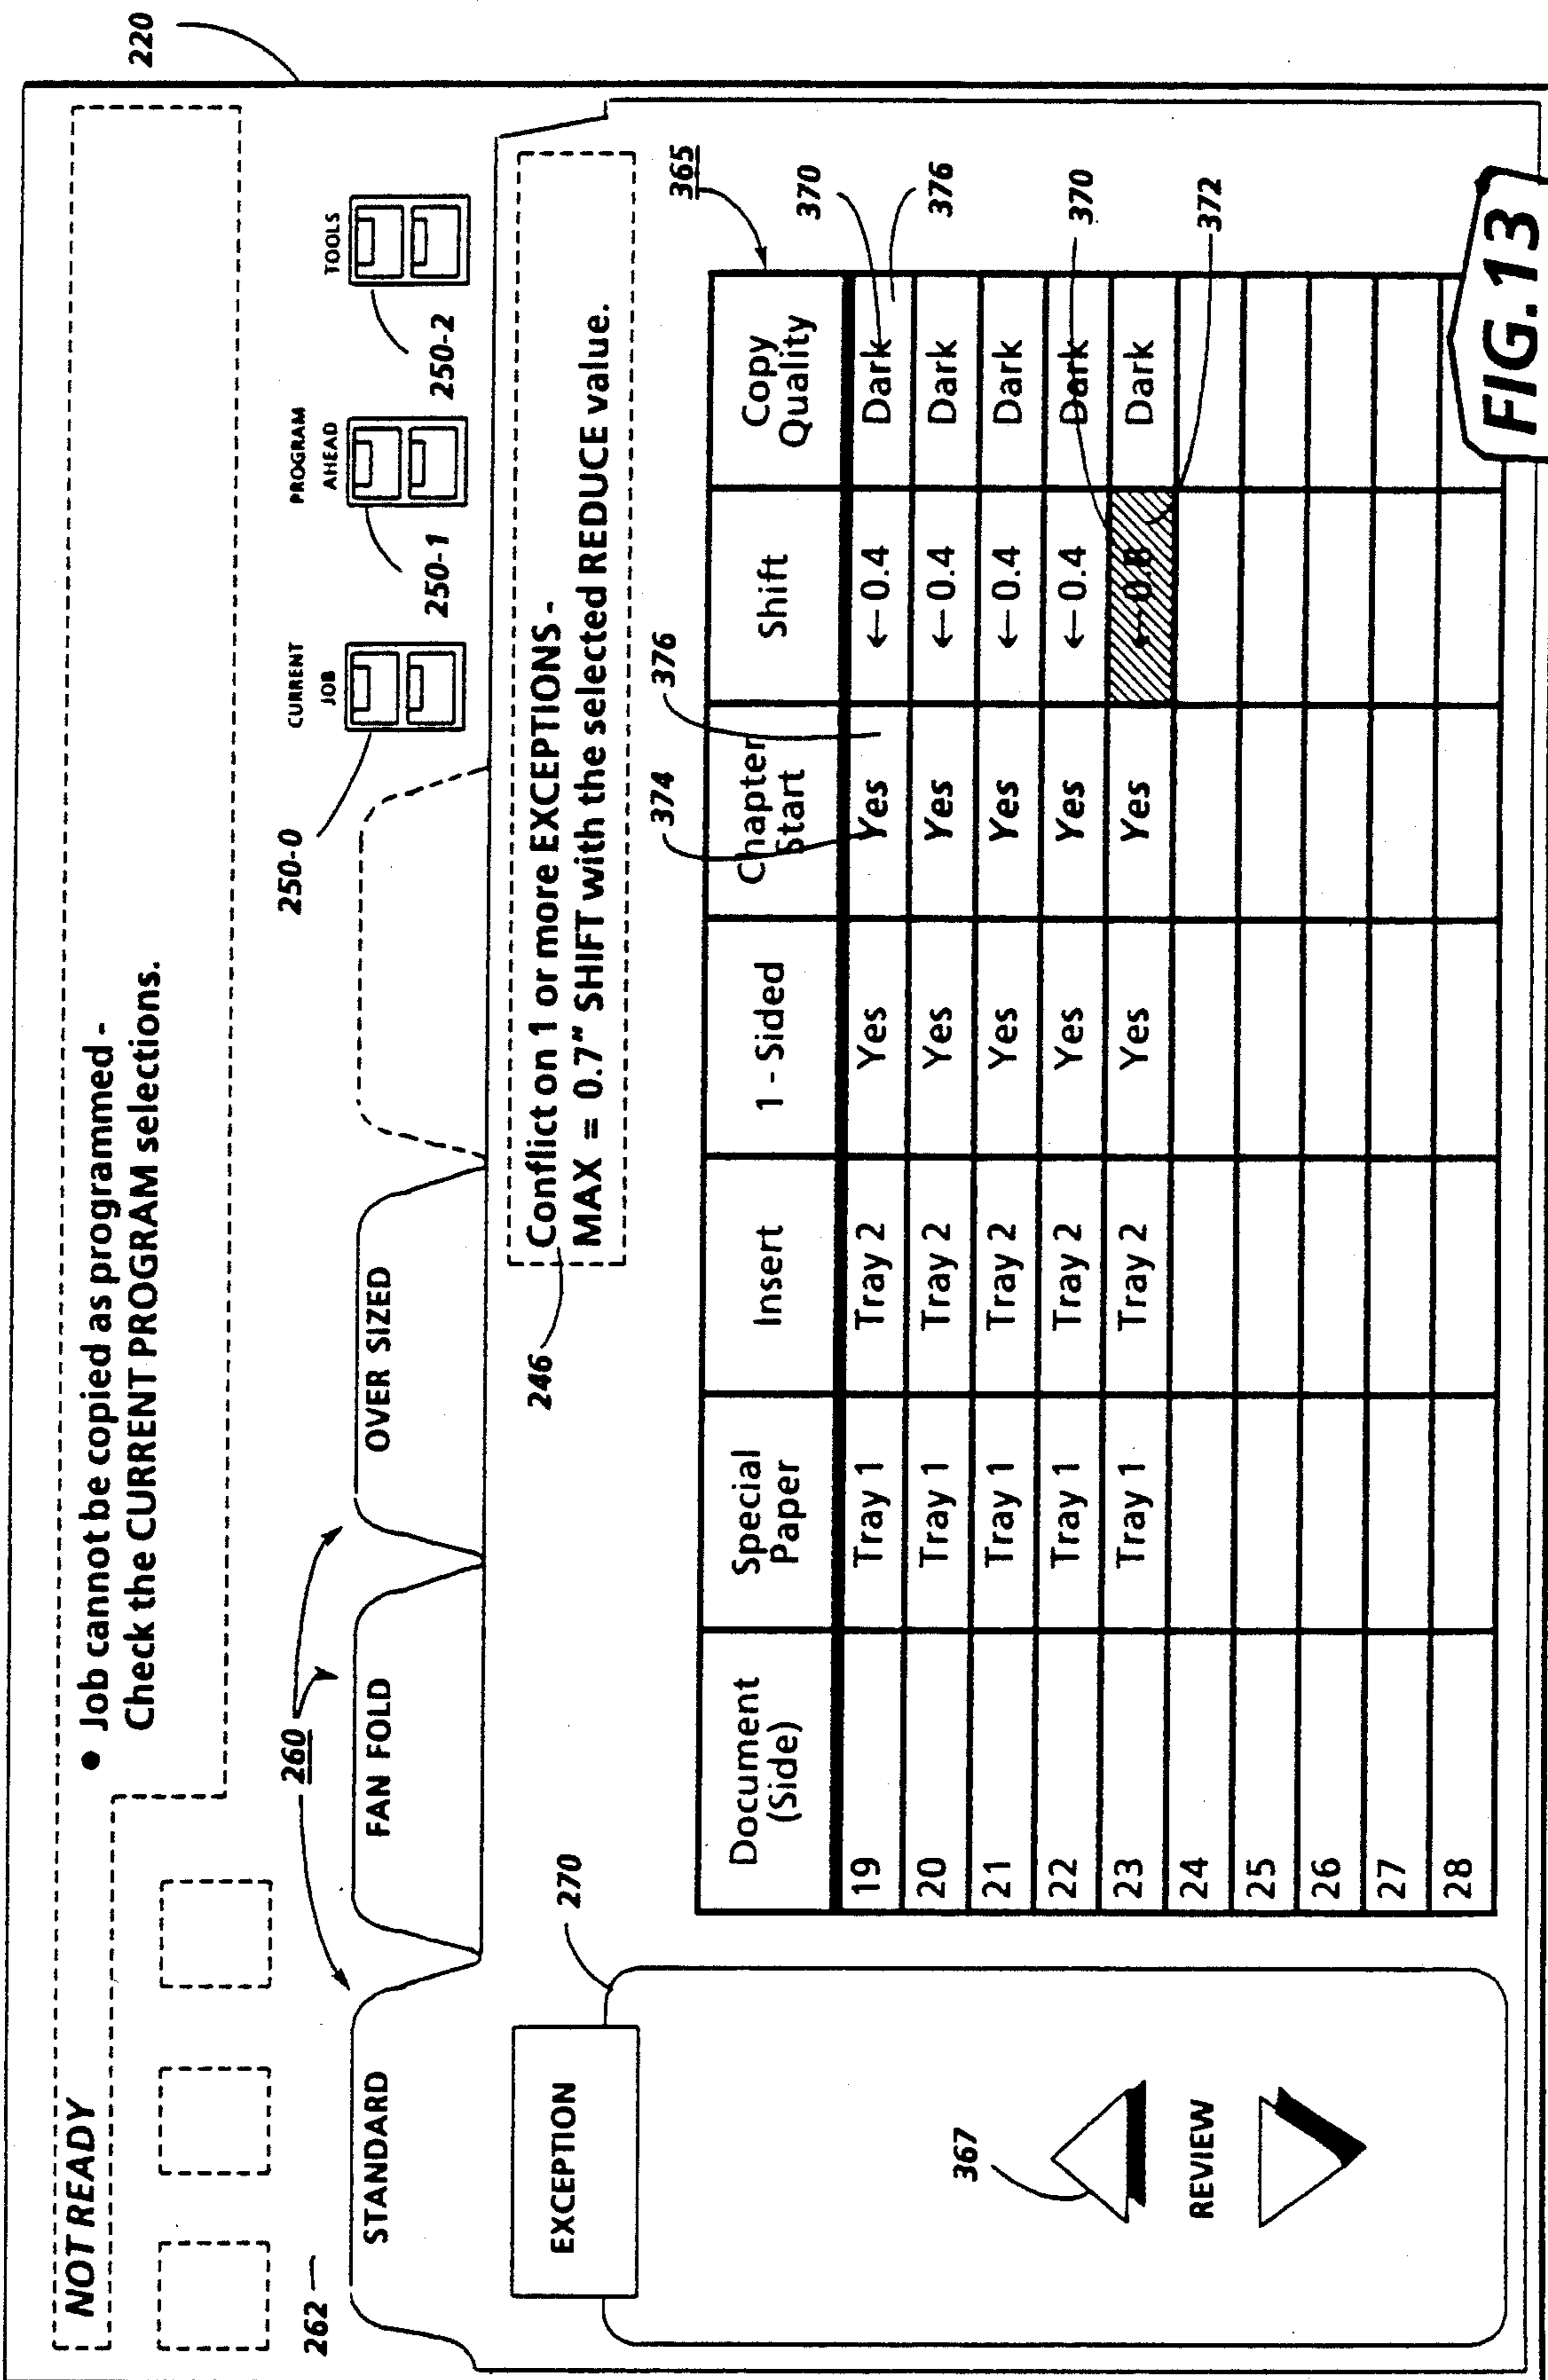 220
NOT READY
• Job cannot be copied as programmed -
Check the CURRENT PROGRAM selections.
262
260
250-0
CURRENT
JOB
250-1
PROGRAM
AHEAD
250-2
TOOLS
STANDARD
FAN FOLD
OVER SIZED
246
Conflict on 1 or more EXCEPTIONS -
MAX = 0.7" SHIFT with the selected REDUCE value.
EXCEPTION
270
374
376
365
370
376
370
372
Document (Side) Special Paper Insert 1 - Sided Chapter Start Shift Copy Quality
19 Tray 1 Tray 2 Yes Yes ←0.4 Dark
20 Tray 1 Tray 2 Yes Yes ←0.4 Dark
21 Tray 1 Tray 2 Yes Yes ←0.4 Dark
22 Tray 1 Tray 2 Yes Yes ←0.4 Dark
23 Tray 1 Tray 2 Yes Yes ←0.8 Dark
24
25
26
27
28
367
REVIEW
FIG. 13